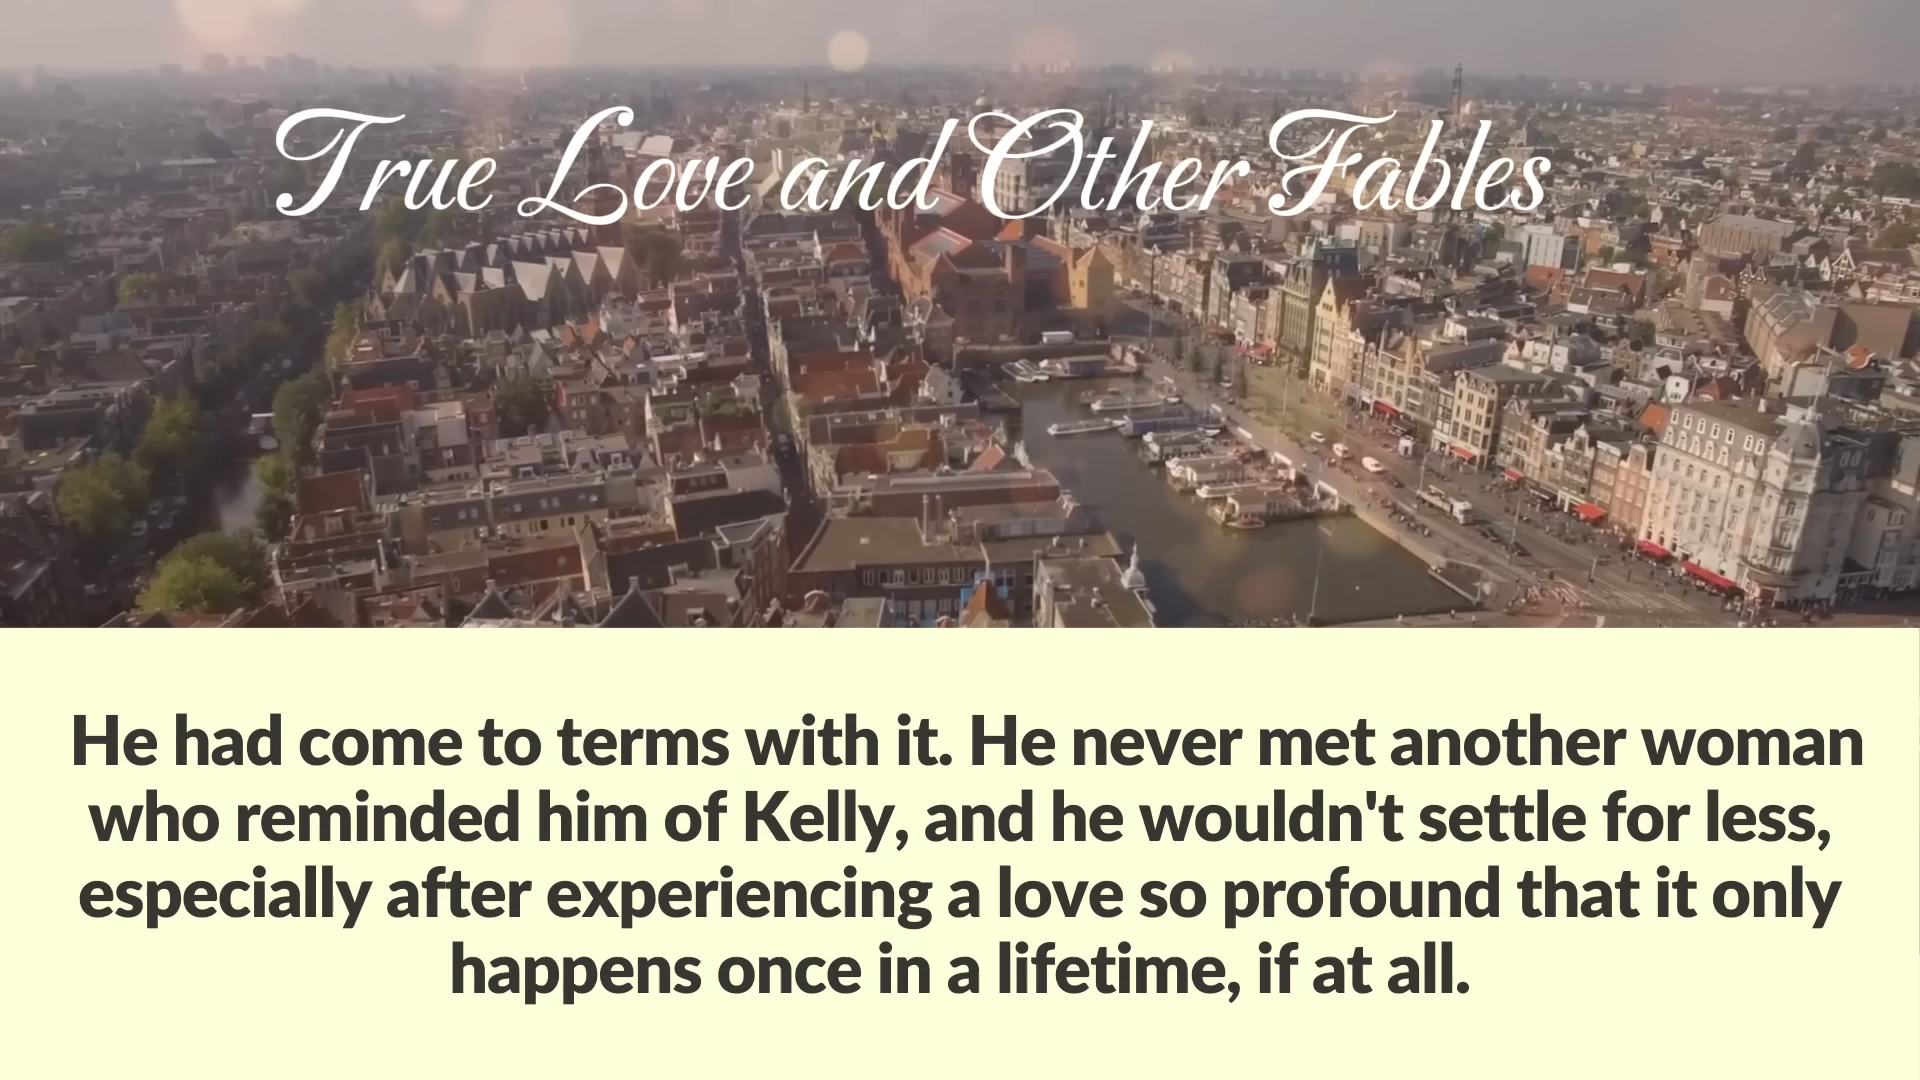 True Love and Other Fables
He had come to terms with it. He never met another woman
who reminded him of Kelly, and he wouldn't settle for less,
especially after experiencing a love so profound that it only
happens once in a lifetime, if at all.